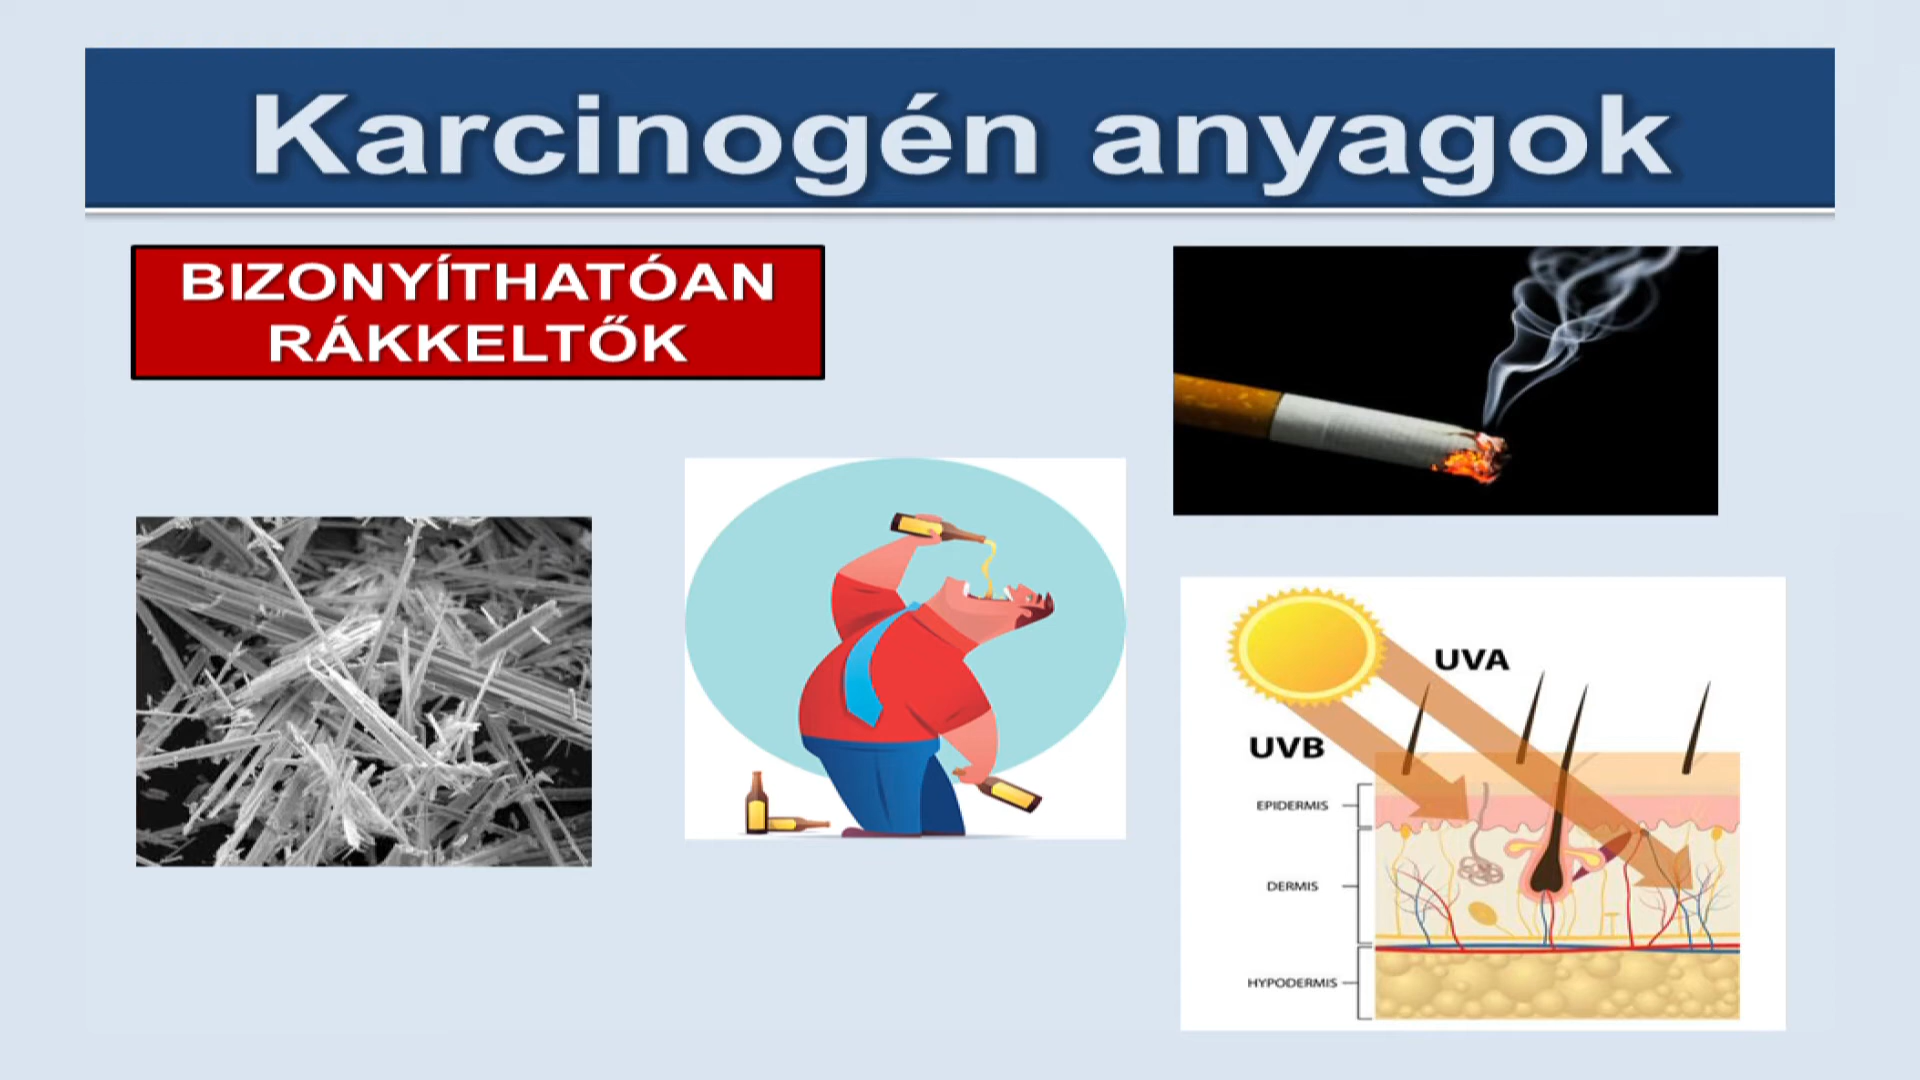 Karcinogén anyagok
BIZONYÍTHATÓAN
RÁKKELTŐK
UVA
UVB
EPIDERMIS
DERMIS
HYPODERMIS